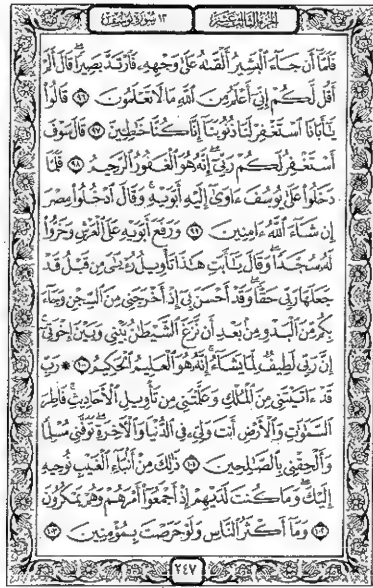 الجزء الثالث عشر
١٢ سورة يوسف
فَلَمَّا أَن جَآءَ ٱلْبَشِيرُ أَلْقَىٰهُ عَلَىٰ وَجْهِهِۦ فَٱرْتَدَّ بَصِيرًا قَالَ أَلَمْ
أَقُل لَّكُمْ إِنِّىٓ أَعْلَمُ مِنَ ٱللَّهِ مَا لَا تَعْلَمُونَ ٩٦ قَالُوا۟
يَٰٓأَبَانَا ٱسْتَغْفِرْ لَنَا ذُنُوبَنَآ إِنَّا كُنَّا خَٰطِـِٔينَ ٩٧ قَالَ سَوْفَ
أَسْتَغْفِرُ لَكُمْ رَبِّىٓ إِنَّهُۥ هُوَ ٱلْغَفُورُ ٱلرَّحِيمُ ٩٨ فَلَمَّا
دَخَلُوا۟ عَلَىٰ يُوسُفَ ءَاوَىٰٓ إِلَيْهِ أَبَوَيْهِ وَقَالَ ٱدْخُلُوا۟ مِصْرَ
إِن شَآءَ ٱللَّهُ ءَامِنِينَ ٩٩ وَرَفَعَ أَبَوَيْهِ عَلَى ٱلْعَرْشِ وَخَرُّوا۟
لَهُۥ سُجَّدًا وَقَالَ يَٰٓأَبَتِ هَٰذَا تَأْوِيلُ رُءْيَٰىَ مِن قَبْلُ قَدْ
جَعَلَهَا رَبِّى حَقًّا وَقَدْ أَحْسَنَ بِىٓ إِذْ أَخْرَجَنِى مِنَ ٱلسِّجْنِ وَجَآءَ
بِكُم مِّنَ ٱلْبَدْوِ مِنۢ بَعْدِ أَن نَّزَغَ ٱلشَّيْطَٰنُ بَيْنِى وَبَيْنَ إِخْوَتِىٓ
إِنَّ رَبِّى لَطِيفٌ لِّمَا يَشَآءُ إِنَّهُۥ هُوَ ٱلْعَلِيمُ ٱلْحَكِيمُ ١٠٠ ۞ رَبِّ
قَدْ ءَاتَيْتَنِى مِنَ ٱلْمُلْكِ وَعَلَّمْتَنِى مِن تَأْوِيلِ ٱلْأَحَادِيثِ فَاطِرَ
ٱلسَّمَٰوَٰتِ وَٱلْأَرْضِ أَنتَ وَلِىِّۦ فِى ٱلدُّنْيَا وَٱلْءَاخِرَةِ تَوَفَّنِى مُسْلِمًا
وَأَلْحِقْنِى بِٱلصَّٰلِحِينَ ١٠١ ذَٰلِكَ مِنْ أَنۢبَآءِ ٱلْغَيْبِ نُوحِيهِ
إِلَيْكَ وَمَا كُنتَ لَدَيْهِمْ إِذْ أَجْمَعُوٓا۟ أَمْرَهُمْ وَهُمْ يَمْكُرُونَ
١٠٢ وَمَآ أَكْثَرُ ٱلنَّاسِ وَلَوْ حَرَصْتَ بِمُؤْمِنِينَ ١٠٣
٢٤٧